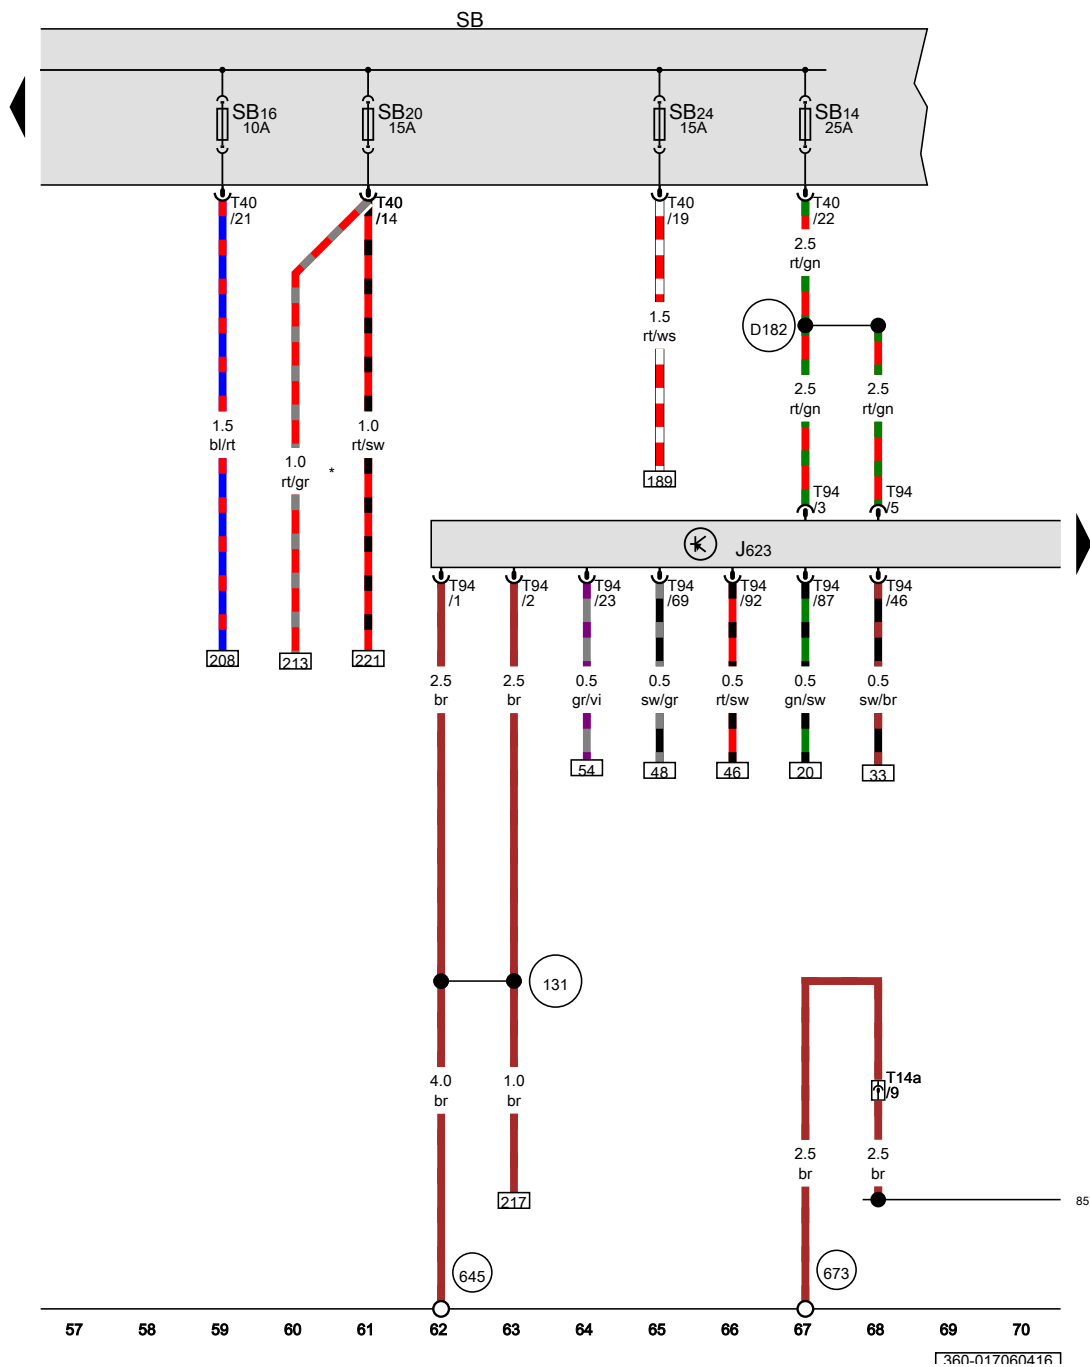 SB
SB16
10A
SB20
15A
SB24
15A
SB14
25A
T40
/21
T40
/14
T40
/19
T40
/22
2.5
rt/gn
1.5
rt/ws
D182
2.5
rt/gn
2.5
rt/gn
1.5
bl/rt
1.0
rt/sw
1.0
rt/gr
*
189
T94
/3
T94
/5
J623
T94
/1
T94
/2
T94
/23
T94
/69
T94
/92
T94
/87
T94
/46
208
213
221
2.5
br
2.5
br
0.5
gr/vi
0.5
sw/gr
0.5
rt/sw
0.5
gn/sw
0.5
sw/br
54
48
46
20
33
131
4.0
br
1.0
br
T14a
/9
2.5
br
2.5
br
217
85
645
673
57 58 59 60 61 62 63 64 65 66 67 68 69 70
360-017060416